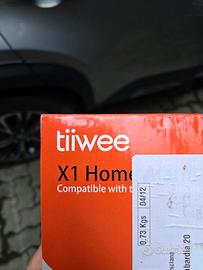 tiiwee
X1 Home
Compatible with t
04/12
0.73 Kgs
bardia 20